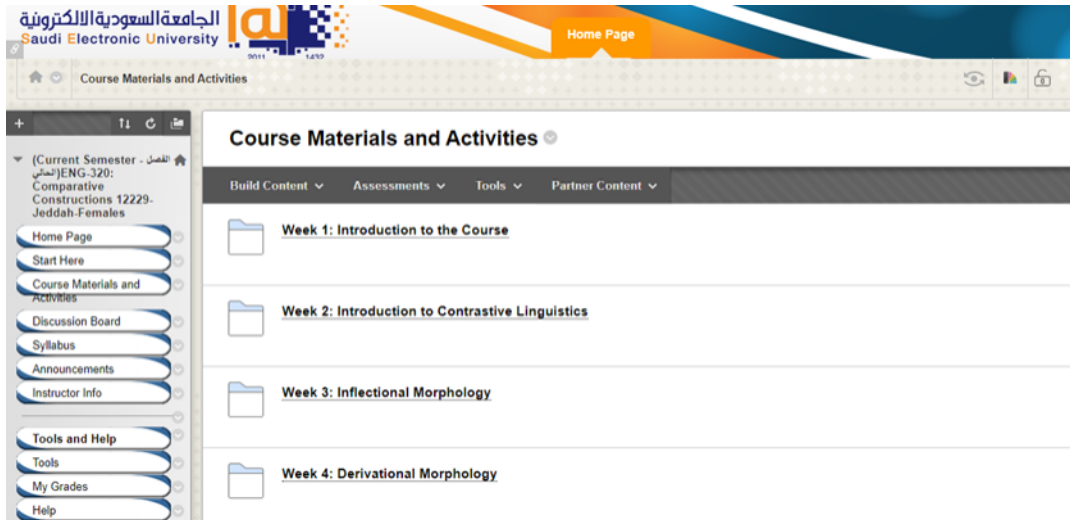 الجامعة السعودية الالكترونية
Saudi Electronic University
2011 1432
Home Page
Course Materials and Activities
Course Materials and Activities
(Current Semester - الفصل
الحالي)ENG-320:
Comparative
Constructions 12229-
Jeddah-Females
Home Page
Start Here
Course Materials and
Activities
Discussion Board
Syllabus
Announcements
Instructor Info
Tools and Help
Tools
My Grades
Help
Build Content Assessments Tools Partner Content
Week 1: Introduction to the Course
Week 2: Introduction to Contrastive Linguistics
Week 3: Inflectional Morphology
Week 4: Derivational Morphology